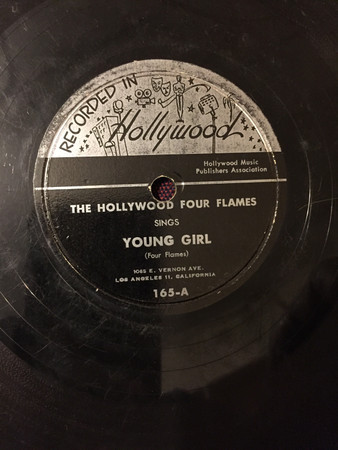 RECORDED IN
Hollywood
Hollywood Music
Publishers Association
THE HOLLYWOOD FOUR FLAMES
SINGS
YOUNG GIRL
(Four Flames)
1065 E. VERNON AVE.
LOS ANGELES 11, CALIFORNIA
165-A